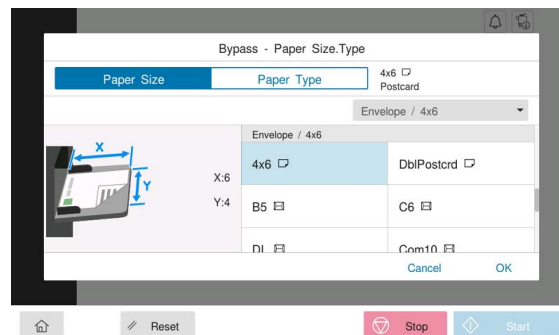 Bypass - Paper Size.Type
Paper Size
Paper Type
4x6
Postcard
Envelope / 4x6
Envelope / 4x6
X
Y
X:6
Y:4
4x6
DblPostcrd
B5
C6
DL
Com10
Cancel
OK
Reset
Stop
Start